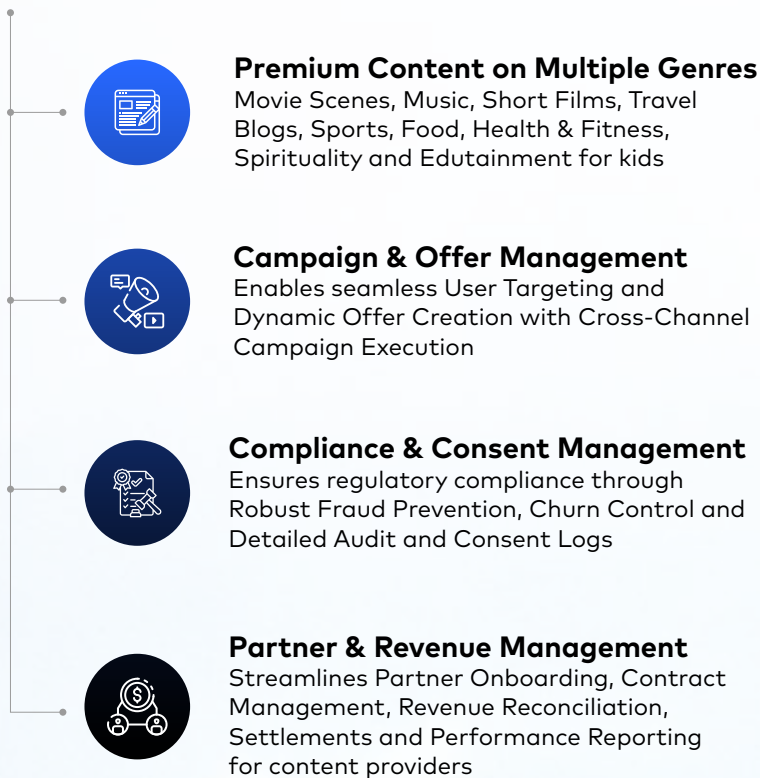 Premium Content on Multiple Genres
Movie Scenes, Music, Short Films, Travel
Blogs, Sports, Food, Health & Fitness,
Spirituality and Edutainment for kids
Campaign & Offer Management
Enables seamless User Targeting and
Dynamic Offer Creation with Cross-Channel
Campaign Execution
Compliance & Consent Management
Ensures regulatory compliance through
Robust Fraud Prevention, Churn Control and
Detailed Audit and Consent Logs
Partner & Revenue Management
Streamlines Partner Onboarding, Contract
Management, Revenue Reconciliation,
Settlements and Performance Reporting
for content providers